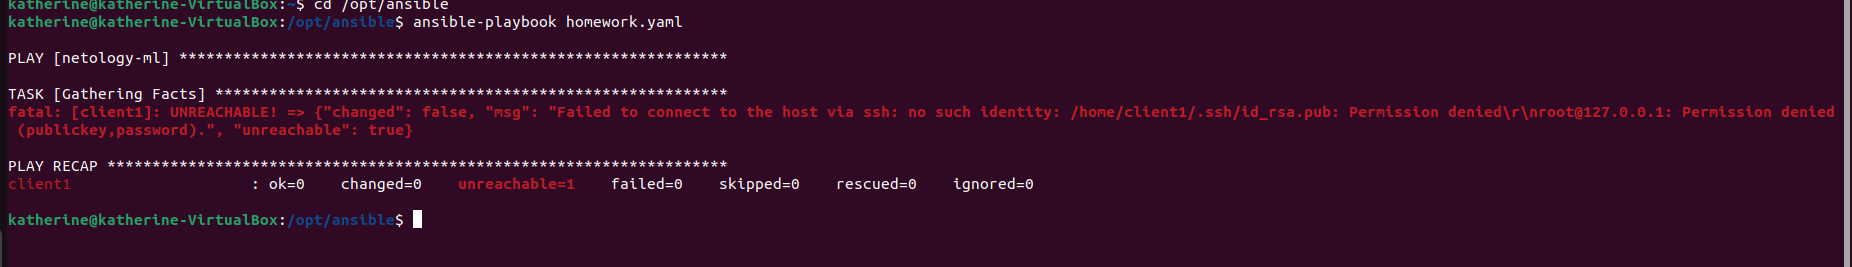 katherine@katherine-VirtualBox:~$ cd /opt/ansible
katherine@katherine-VirtualBox:/opt/ansible$ ansible-playbook homework.yaml
PLAY [netology-ml] *************************************************************
TASK [Gathering Facts] *********************************************************
fatal: [client1]: UNREACHABLE! => {"changed": false, "msg": "Failed to connect to the host via ssh: no such identity: /home/client1/.ssh/id_rsa.pub: Permission denied\r\nroot@127.0.0.1: Permission denied
(publickey,password).", "unreachable": true}
PLAY RECAP *********************************************************************
client1                    : ok=0    changed=0    unreachable=1    failed=0    skipped=0    rescued=0    ignored=0
katherine@katherine-VirtualBox:/opt/ansible$